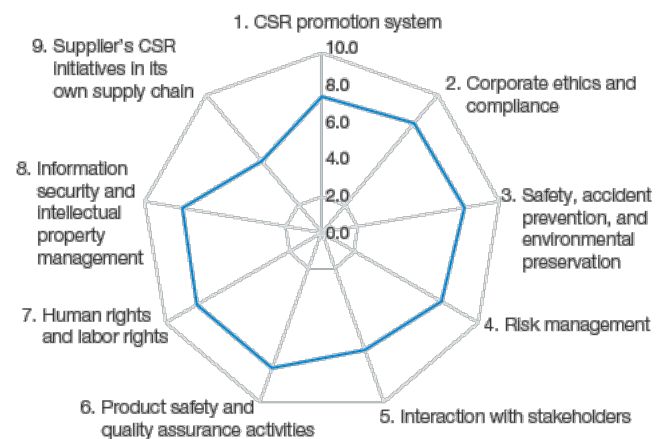 1. CSR promotion system
10.0
8.0
6.0
4.0
2.0
0.0
2. Corporate ethics and
compliance
3. Safety, accident
prevention, and
environmental
preservation
4. Risk management
5. Interaction with stakeholders
6. Product safety and
quality assurance activities
7. Human rights
and labor rights
8. Information
security and
intellectual
property
management
9. Supplier's CSR
initiatives in its
own supply chain